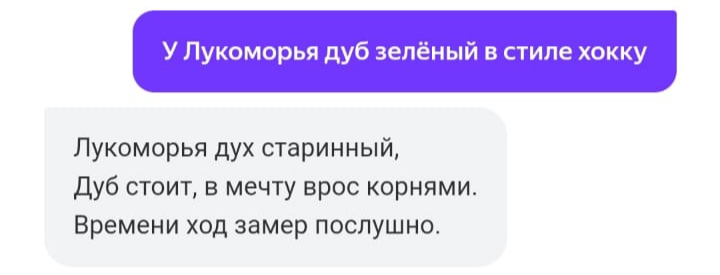 У Лукоморья дуб зелёный в стиле хокку
Лукоморья дух старинный,
Дуб стоит, в мечту врос корнями.
Времени ход замер послушно.